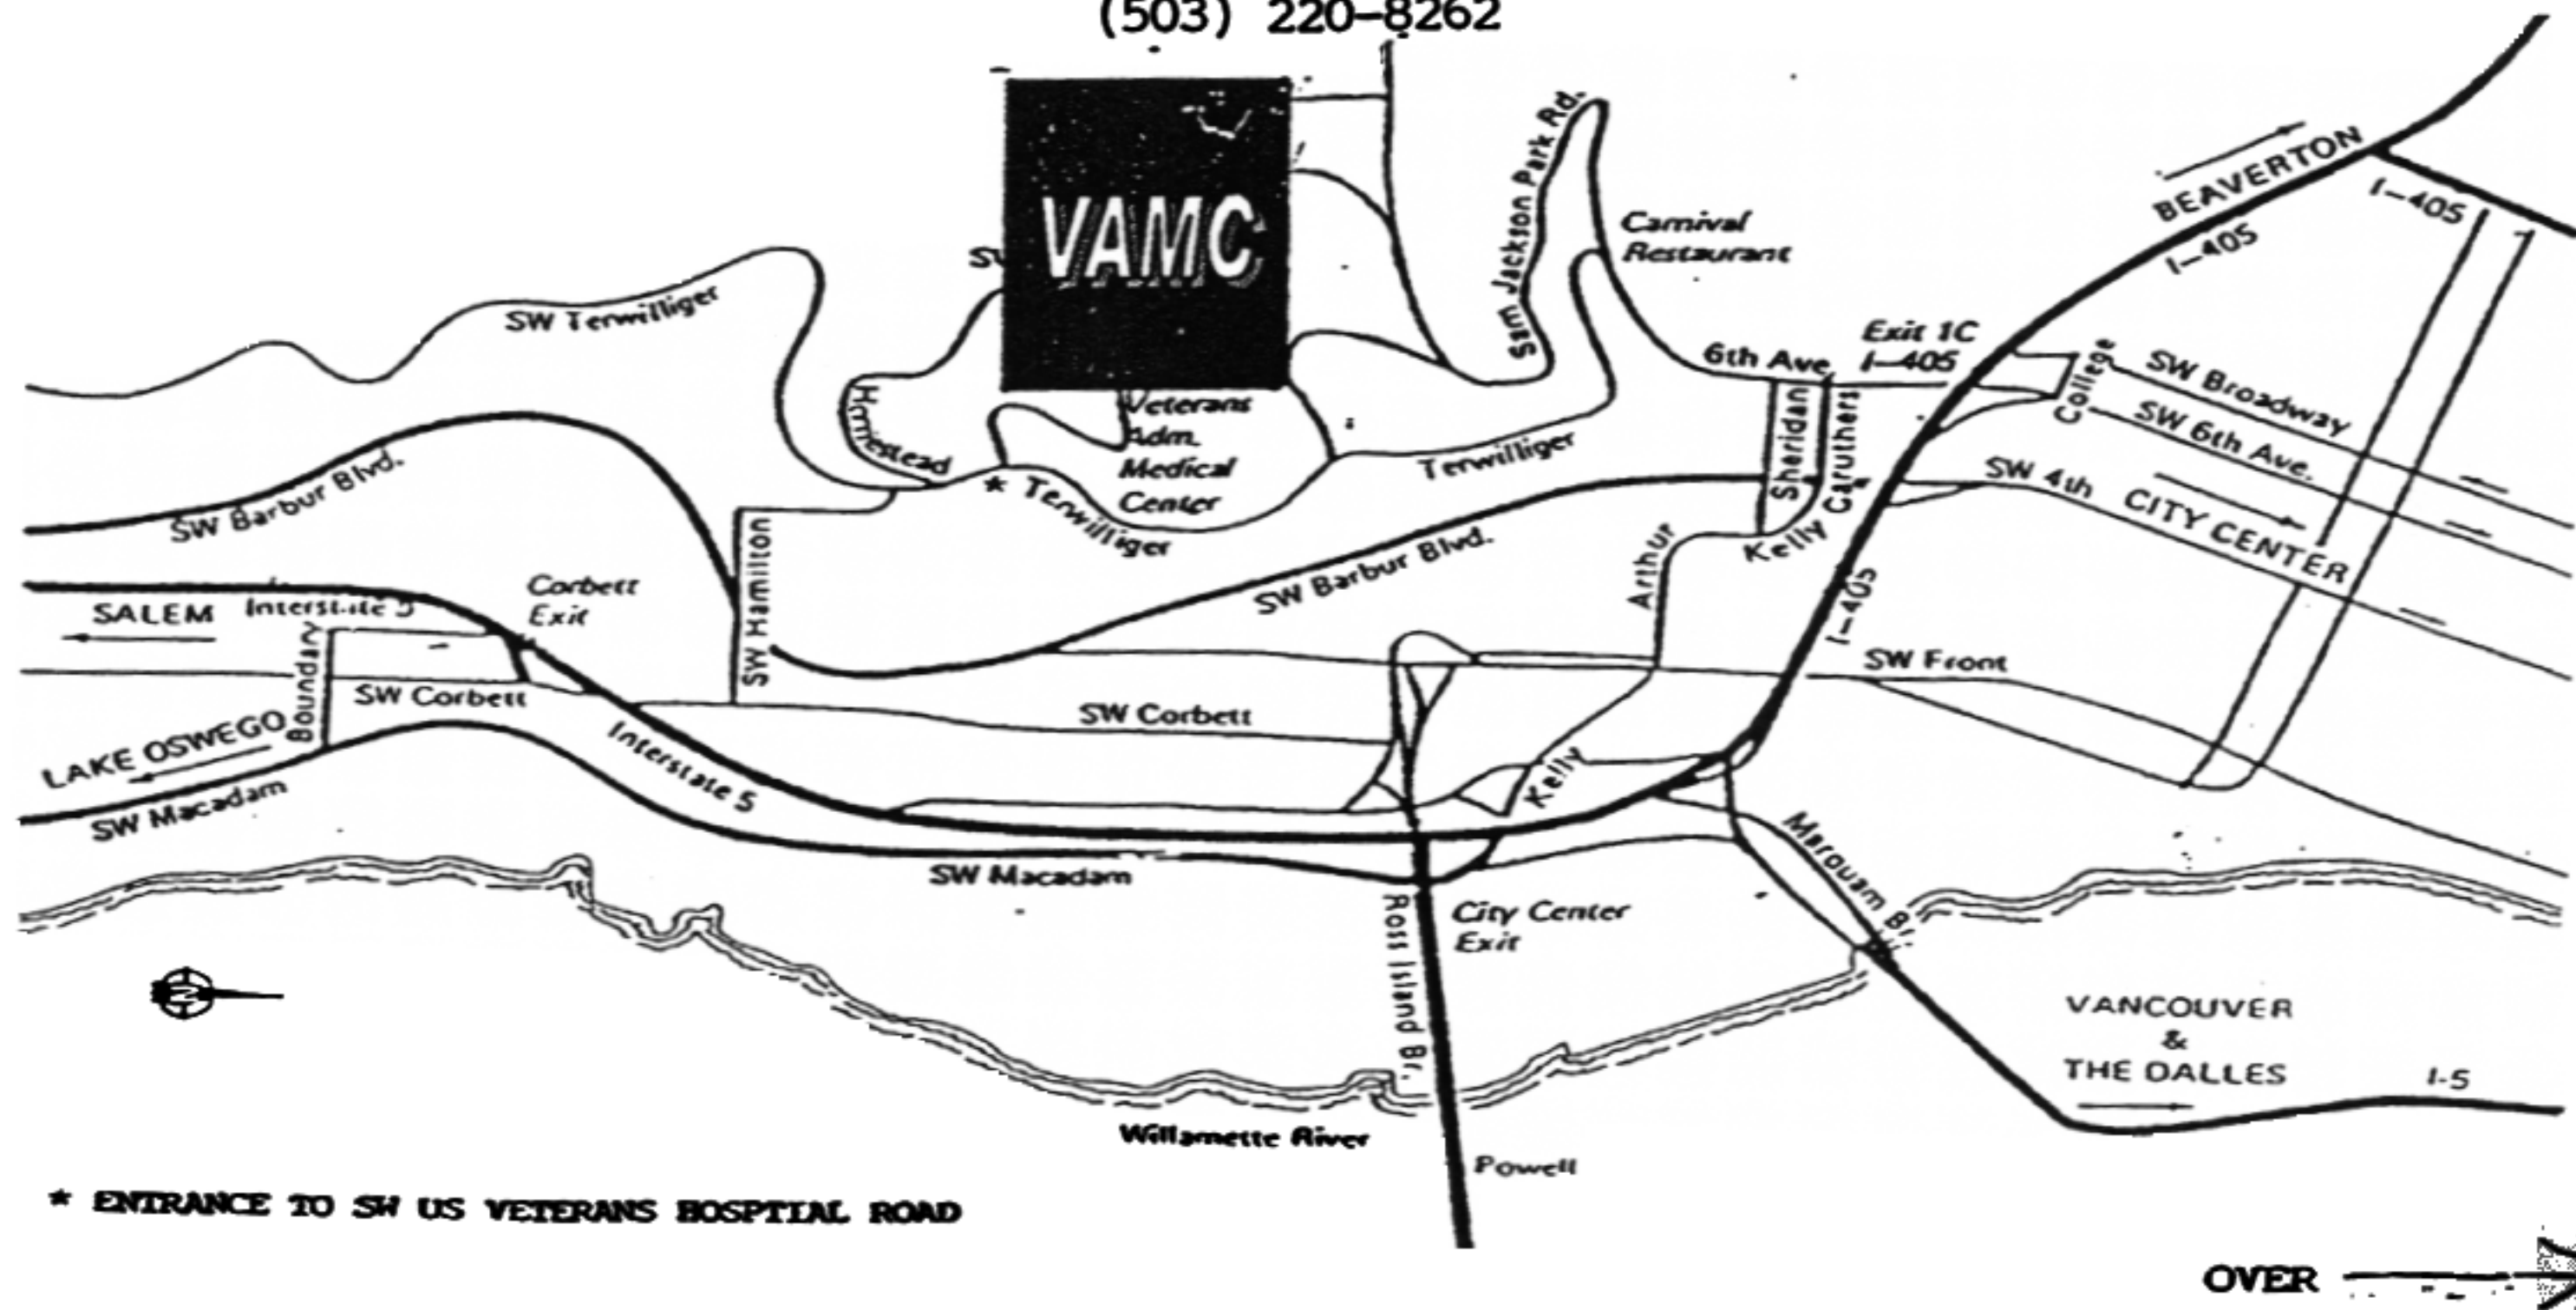 (503) 220-8262
VAMC
SW Terwilliger
Homestead
Veterans
Adm.
Medical
Center
* Terwilliger
Terwilliger
Sam Jackson Park Rd.
Carnival
Restaurant
6th Ave
Exit 1C
I-405
Sheridan
Caruthers
Kelly
Arthur
BEAVERTON
I-405
I-405
College
SW Broadway
SW 6th Ave.
SW 4th
CITY CENTER
I-405
SW Front
SW Barbur Blvd.
SW Barbur Blvd.
SW Hamilton
Corbett
Exit
SALEM
Interstate 5
Boundary
SW Corbett
SW Corbett
LAKE OSWEGO
SW Macadam
Interstate 5
SW Macadam
Kelly
Marquam Br.
Ross Island Br.
City Center
Exit
VANCOUVER
&
THE DALLES
I-5
Willamette River
Powell
* ENTRANCE TO SW US VETERANS HOSPTIAL ROAD
OVER